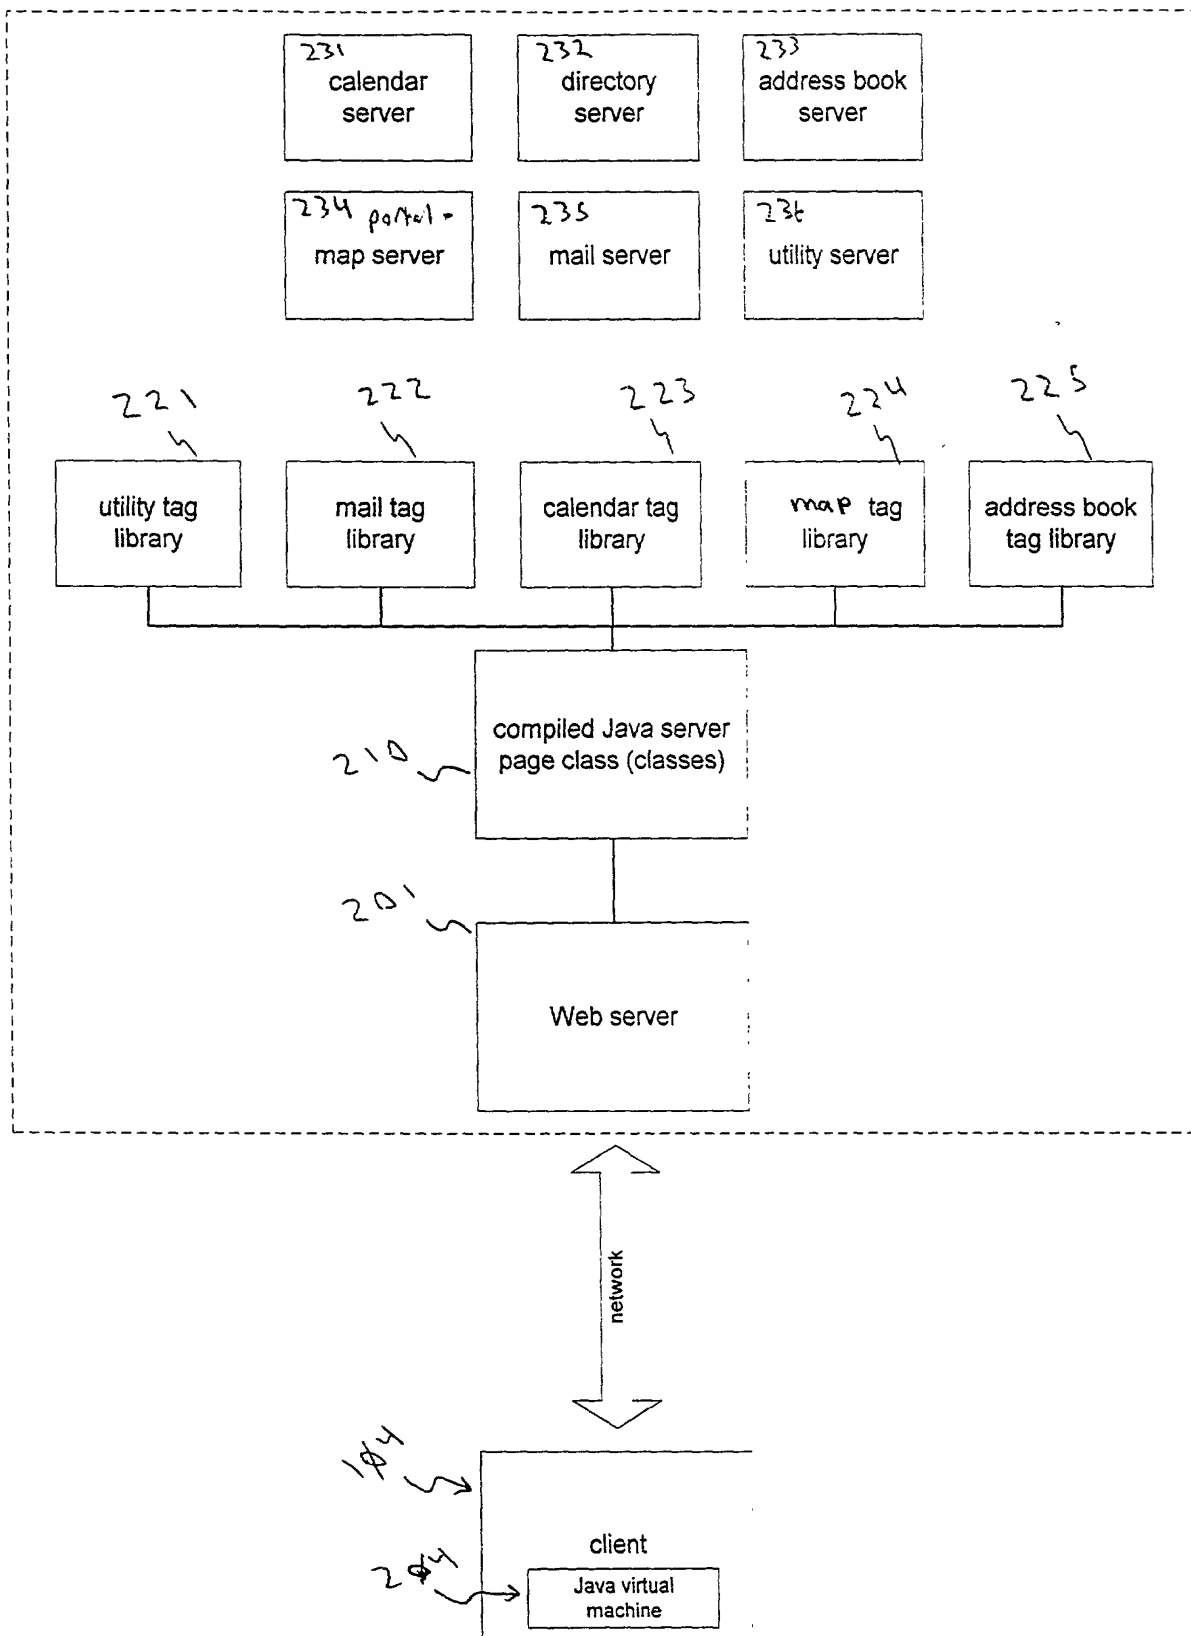 231
calendar
server
232
directory
server
233
address book
server
234 portal-
map server
235
mail server
236
utility server
221
222
223
224
225
utility tag
library
mail tag
library
calendar tag
library
map tag
library
address book
tag library
210
compiled Java server
page class (classes)
201
Web server
network
104
client
204
Java virtual
machine